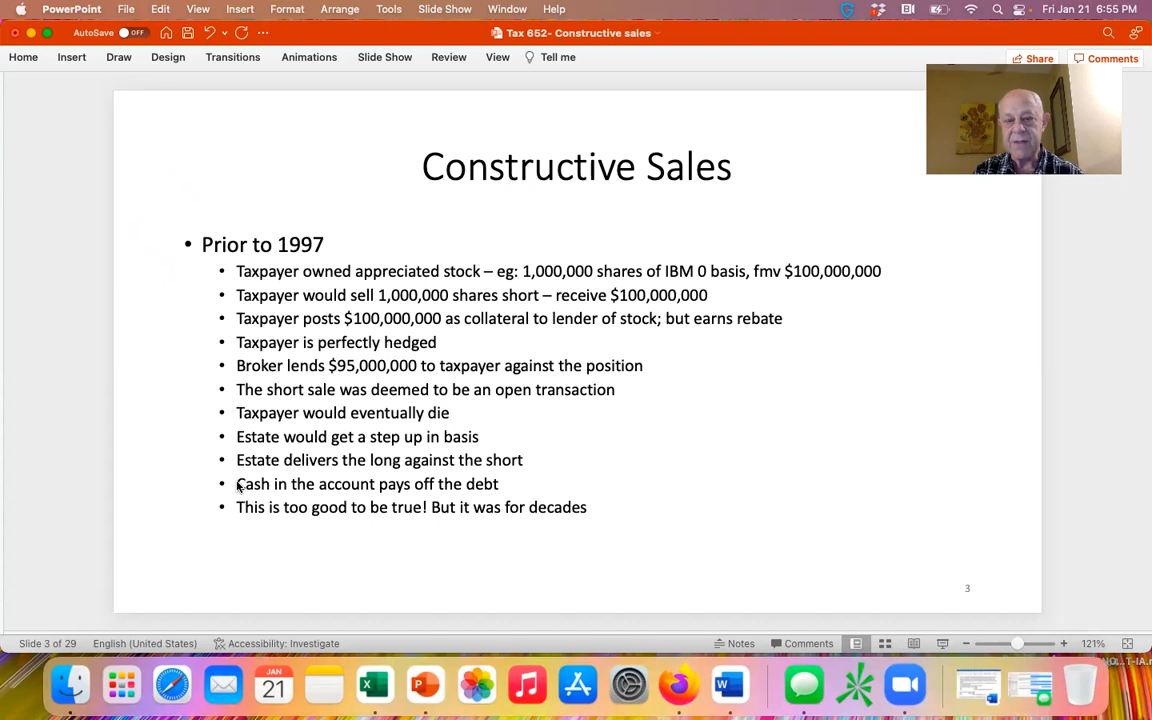 PowerPoint File Edit View Insert Format Arrange Tools Slide Show Window Help Fri Jan 21 6:55 PM
AutoSave OFF Tax 652- Constructive sales
Home Insert Draw Design Transitions Animations Slide Show Review View Tell me Share Comments
Constructive Sales
• Prior to 1997
• Taxpayer owned appreciated stock – eg: 1,000,000 shares of IBM 0 basis, fmv $100,000,000
• Taxpayer would sell 1,000,000 shares short – receive $100,000,000
• Taxpayer posts $100,000,000 as collateral to lender of stock; but earns rebate
• Taxpayer is perfectly hedged
• Broker lends $95,000,000 to taxpayer against the position
• The short sale was deemed to be an open transaction
• Taxpayer would eventually die
• Estate would get a step up in basis
• Estate delivers the long against the short
• Cash in the account pays off the debt
• This is too good to be true! But it was for decades
3
Slide 3 of 29 English (United States) Accessibility: Investigate Notes Comments 121%
JAN
21